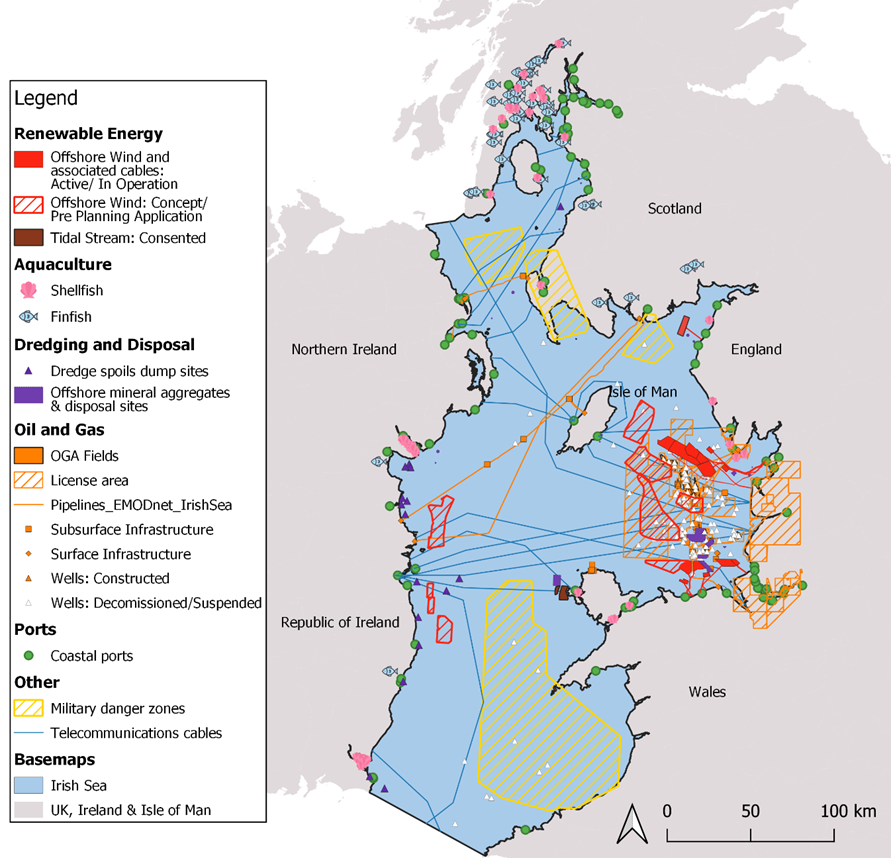 Legend
Renewable Energy
Offshore Wind and
associated cables:
Active/ In Operation
Offshore Wind: Concept/
Pre Planning Application
Tidal Stream: Consented
Aquaculture
Shellfish
Finfish
Dredging and Disposal
Dredge spoils dump sites
Offshore mineral aggregates
& disposal sites
Oil and Gas
OGA Fields
License area
Pipelines_EMODnet_IrishSea
Subsurface Infrastructure
Surface Infrastructure
Wells: Constructed
Wells: Decomissioned/Suspended
Ports
Coastal ports
Other
Military danger zones
Telecommunications cables
Basemaps
Irish Sea
UK, Ireland & Isle of Man
Scotland
Northern Ireland
England
Isle of Man
Republic of Ireland
Wales
0 50 100 km